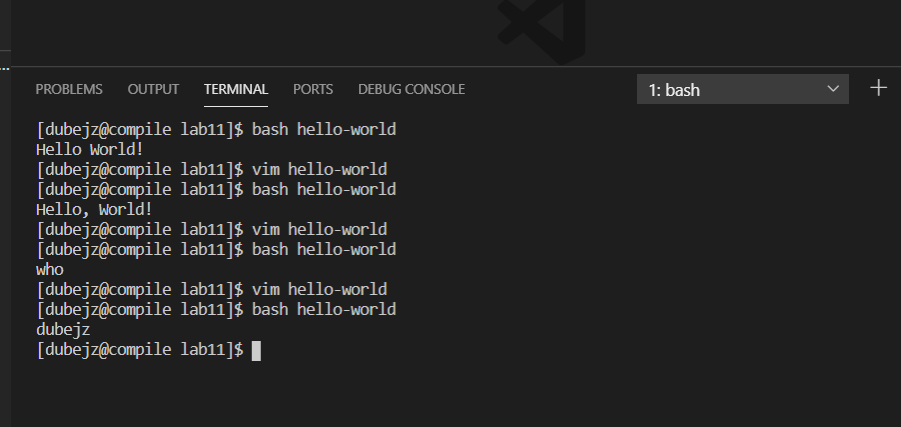 PROBLEMS OUTPUT TERMINAL PORTS DEBUG CONSOLE 1: bash
[dubejz@compile lab11]$ bash hello-world
Hello World!
[dubejz@compile lab11]$ vim hello-world
[dubejz@compile lab11]$ bash hello-world
Hello, World!
[dubejz@compile lab11]$ vim hello-world
[dubejz@compile lab11]$ bash hello-world
who
[dubejz@compile lab11]$ vim hello-world
[dubejz@compile lab11]$ bash hello-world
dubejz
[dubejz@compile lab11]$